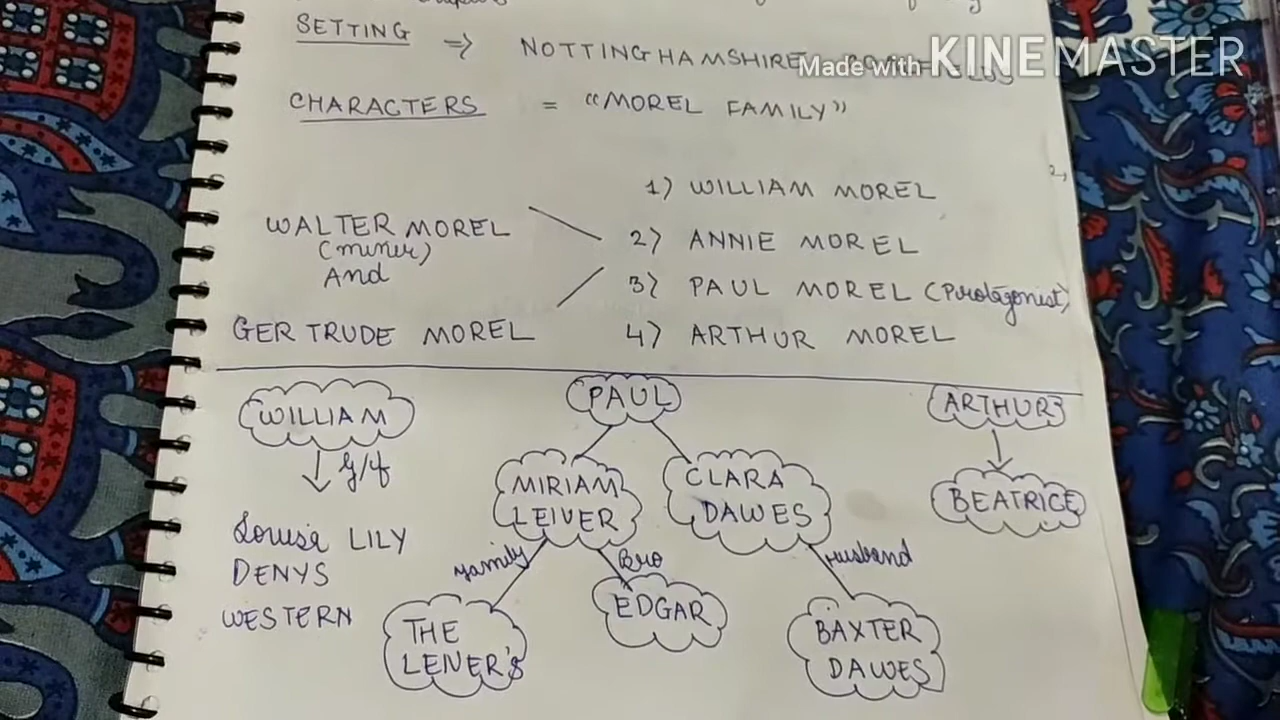 SETTING => NOTTINGHAMSHIRE
Made with KINEMASTER
CHARACTERS = "MOREL FAMILY"
1) WILLIAM MOREL
WALTER MOREL
(miner)
And
2) ANNIE MOREL
3) PAUL MOREL (Protagonist)
GERTRUDE MOREL
4) ARTHUR MOREL
WILLIAM
PAUL
ARTHUR
g/f
MIRIAM
LEIVER
CLARA
DAWES
BEATRICE
Louisa LILY
DENYS
WESTERN
family
Bro
Husband
THE
LEIVER'S
EDGAR
BAXTER
DAWES